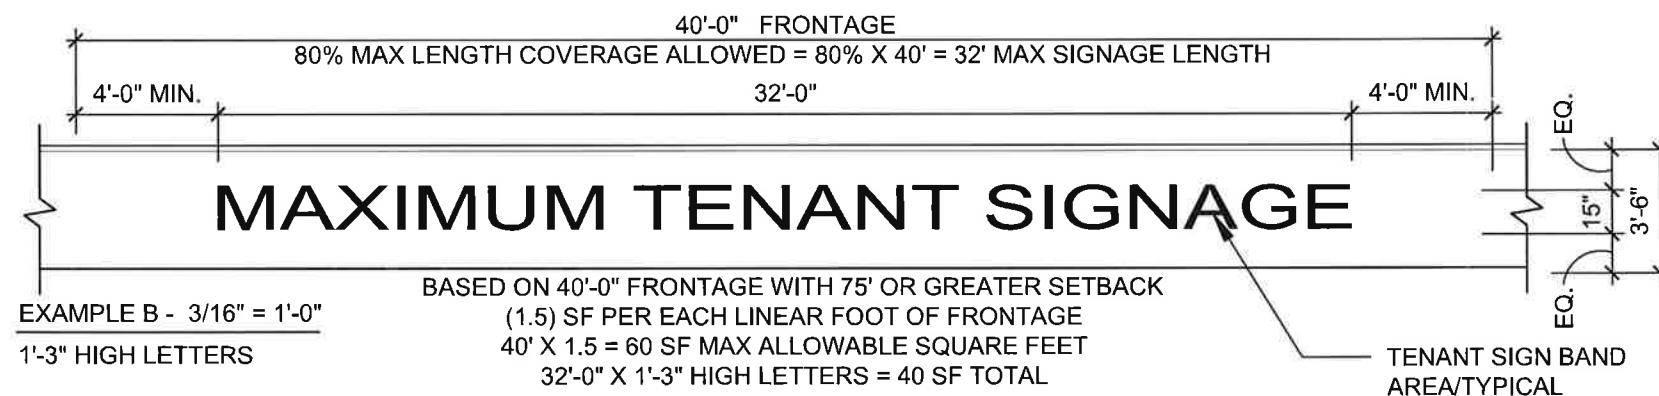 40'-0" FRONTAGE
80% MAX LENGTH COVERAGE ALLOWED = 80% X 40' = 32' MAX SIGNAGE LENGTH
4'-0" MIN.
32'-0"
4'-0" MIN.
EQ.
MAXIMUM TENANT SIGNAGE
15"
3'-6"
EQ.
BASED ON 40'-0" FRONTAGE WITH 75' OR GREATER SETBACK
(1.5) SF PER EACH LINEAR FOOT OF FRONTAGE
40' X 1.5 = 60 SF MAX ALLOWABLE SQUARE FEET
32'-0" X 1'-3" HIGH LETTERS = 40 SF TOTAL
EXAMPLE B - 3/16" = 1'-0"
1'-3" HIGH LETTERS
TENANT SIGN BAND
AREA/TYPICAL